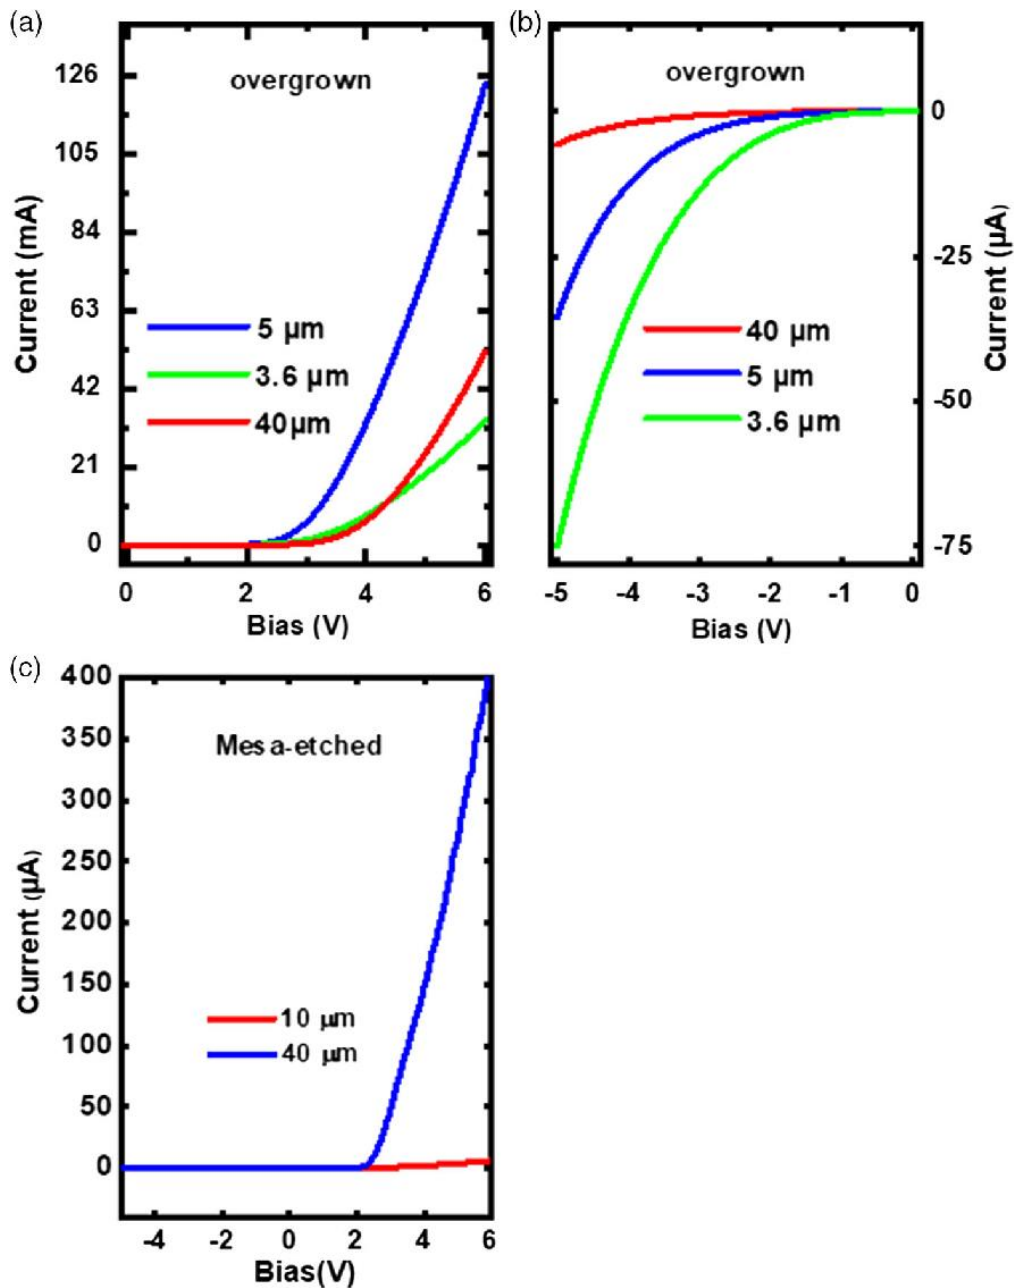 (a)
overgrown
126
105
84
63
42
21
0
Current (mA)
5 µm
3.6 µm
40µm
0 2 4 6
Bias (V)
(b)
overgrown
0
-25
-50
-75
Current (µA)
40 µm
5 µm
3.6 µm
-5 -4 -3 -2 -1 0
Bias (V)
(c)
Mesa-etched
400
350
300
250
200
150
100
50
0
Current (µA)
10 µm
40 µm
-4 -2 0 2 4 6
Bias(V)